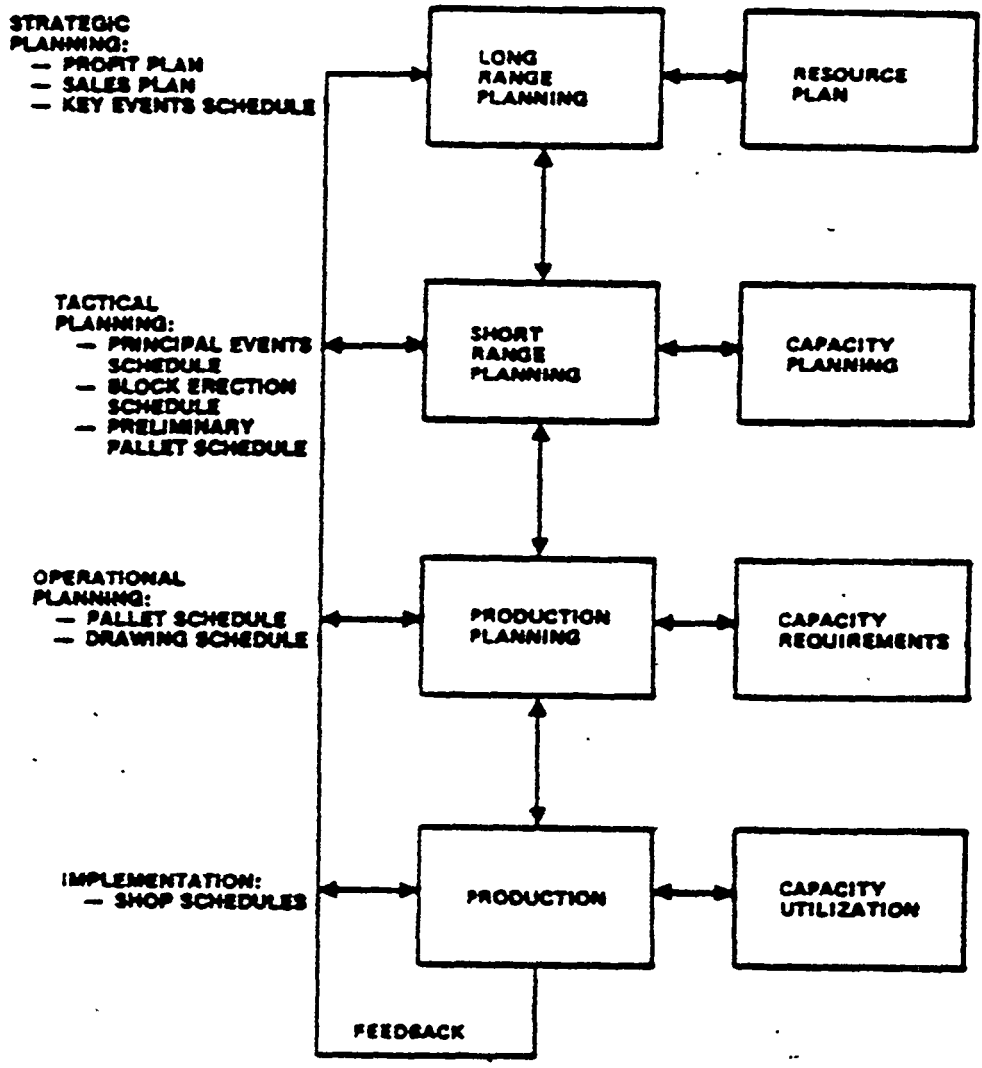 STRATEGIC
PLANNING:
— PROFIT PLAN
— SALES PLAN
— KEY EVENTS SCHEDULE
LONG
RANGE
PLANNING
RESOURCE
PLAN
TACTICAL
PLANNING:
— PRINCIPAL EVENTS
SCHEDULE
— BLOCK ERECTION
SCHEDULE
— PRELIMINARY
PALLET SCHEDULE
SHORT
RANGE
PLANNING
CAPACITY
PLANNING
OPERATIONAL
PLANNING:
— PALLET SCHEDULE
— DRAWING SCHEDULE
PRODUCTION
PLANNING
CAPACITY
REQUIREMENTS
IMPLEMENTATION:
— SHOP SCHEDULES
PRODUCTION
CAPACITY
UTILIZATION
FEEDBACK